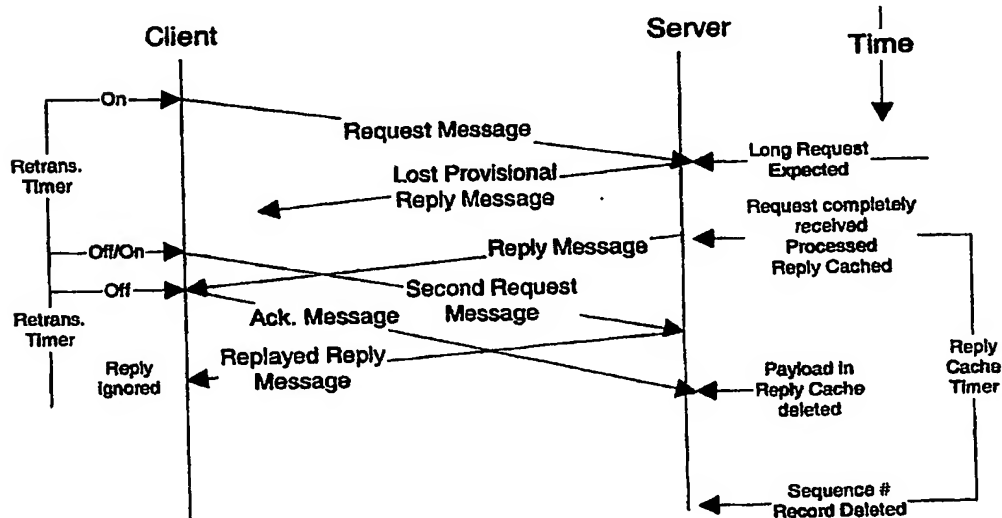 Client
Server
Time
On
Request Message
Long Request
Expected
Retrans.
Timer
Lost Provisional
Reply Message
Request completely
received
Processed
Reply Cached
Off/On
Reply Message
Off
Second Request
Message
Retrans.
Timer
Ack. Message
Reply
Ignored
Replayed Reply
Message
Payload in
Reply Cache
deleted
Reply
Cache
Timer
Sequence #
Record Deleted